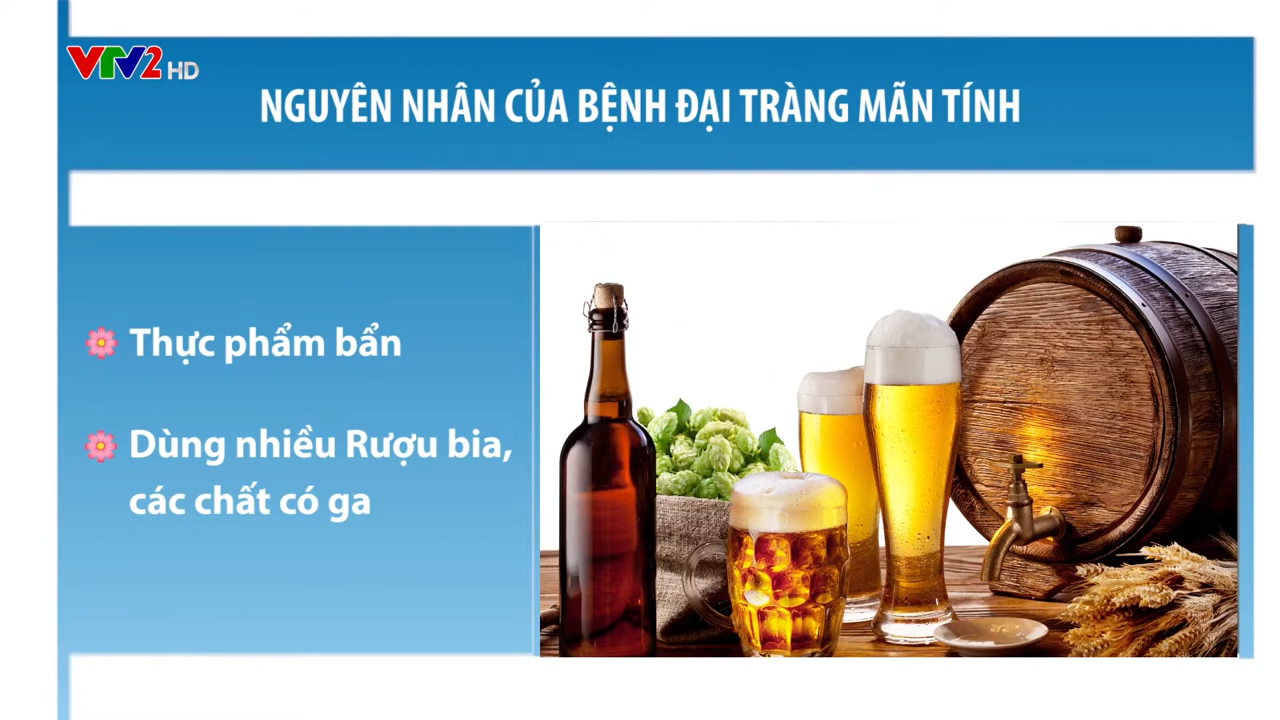 VTV2 HD
NGUYÊN NHÂN CỦA BỆNH ĐẠI TRÀNG MÃN TÍNH
Thực phẩm bẩn
Dùng nhiều Rượu bia,
các chất có ga